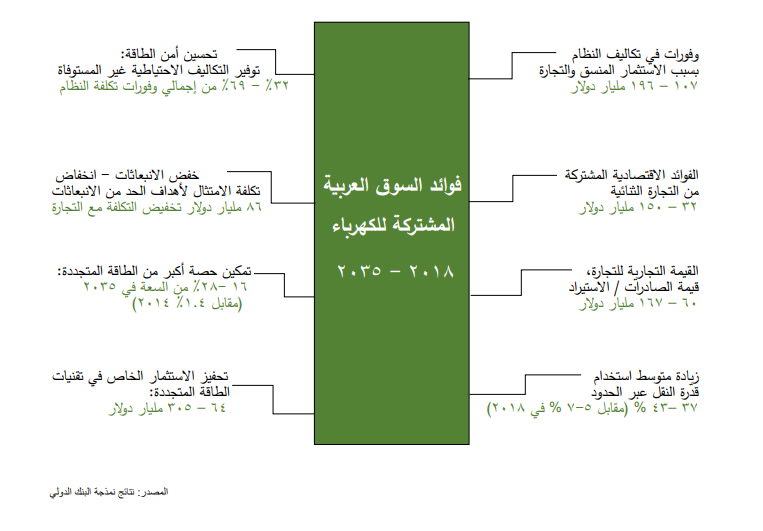 وفورات في تكاليف النظام
بسبب الاستثمار المنسق والتجارة
١٠٧ – ١٩٦ مليار دولار
الفوائد الاقتصادية المشتركة
من التجارة الثنائية
٣٢ – ١٥٠ مليار دولار
القيمة التجارية للتجارة،
قيمة الصادرات / الاستيراد
٦٠ – ١٦٧ مليار دولار
زيادة متوسط استخدام
قدرة النقل عبر الحدود
٣٧ –٤٣ % (مقابل ٥–٧ % في ٢٠١٨)
فوائد السوق العربية
المشتركة للكهرباء
٢٠١٨ – ٢٠٣٥
تحسين أمن الطاقة:
توفير التكاليف الاحتياطية غير المستوفاة
٣٢٪ – ٦٩٪ من إجمالي وفورات تكلفة النظام
خفض الانبعاثات – انخفاض
تكلفة الامتثال لأهداف الحد من الانبعاثات
٨٦ مليار دولار تخفيض التكلفة مع التجارة
تمكين حصة أكبر من الطاقة المتجددة:
١٦ –٢٨٪ من السعة في ٢٠٣٥
(مقابل ١.٤٪ ٢٠١٤)
تحفيز الاستثمار الخاص في تقنيات
الطاقة المتجددة:
٦٤ – ٣٠٥ مليار دولار
المصدر: نتائج نمذجة البنك الدولي